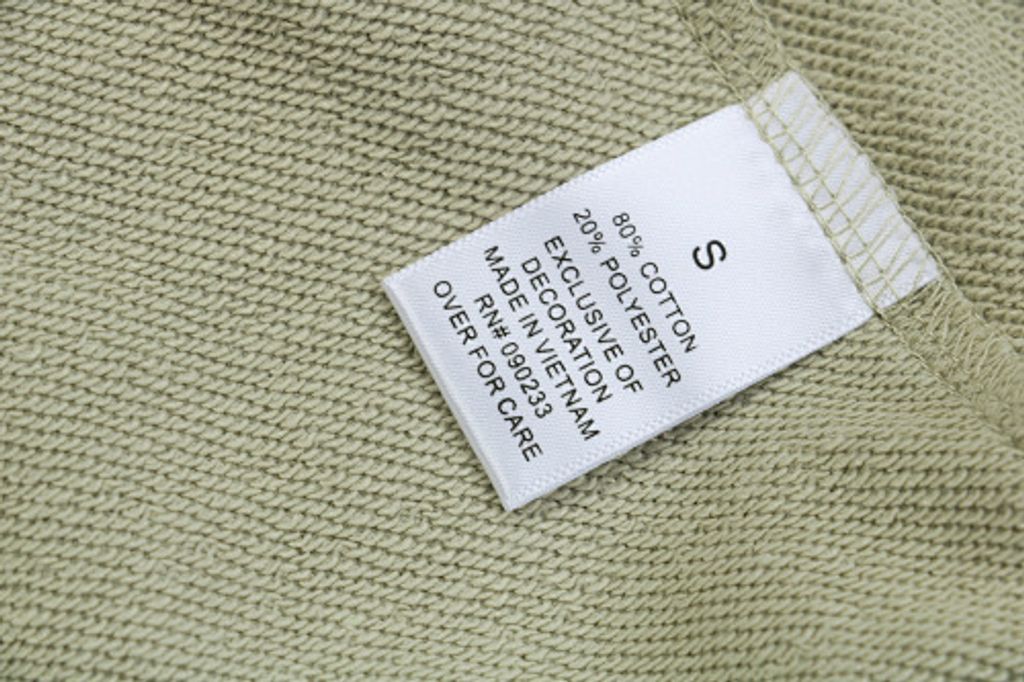 S
80% COTTON
20% POLYESTER
EXCLUSIVE OF
DECORATION
MADE IN VIETNAM
RN# 090233
OVER FOR CARE